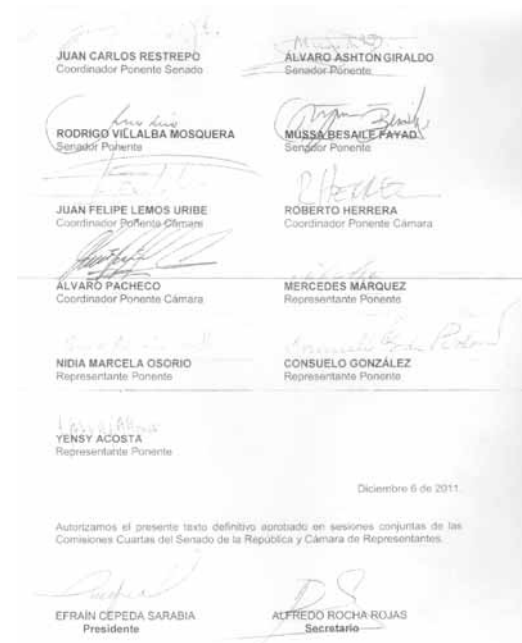 JUAN CARLOS RESTREPO
Coordinador Ponente Senado
ÁLVARO ASHTON GIRALDO
Senador Ponente
RODRIGO VILLALBA MOSQUERA
Senador Ponente
MUSSA BESAILE FAYAD
Senador Ponente
JUAN FELIPE LEMOS URIBE
Coordinador Ponente Cámara
ROBERTO HERRERA
Coordinador Ponente Cámara
ÁLVARO PACHECO
Coordinador Ponente Cámara
MERCEDES MÁRQUEZ
Representante Ponente
NIDIA MARCELA OSORIO
Representante Ponente
CONSUELO GONZÁLEZ
Representante Ponente
YENSY ACOSTA
Representante Ponente
Diciembre 6 de 2011.
Autorizamos el presente texto definitivo aprobado en sesiones conjuntas de las
Comisiones Cuartas del Senado de la República y Cámara de Representantes.
EFRAÍN CEPEDA SARABIA
Presidente
ALFREDO ROCHA ROJAS
Secretario